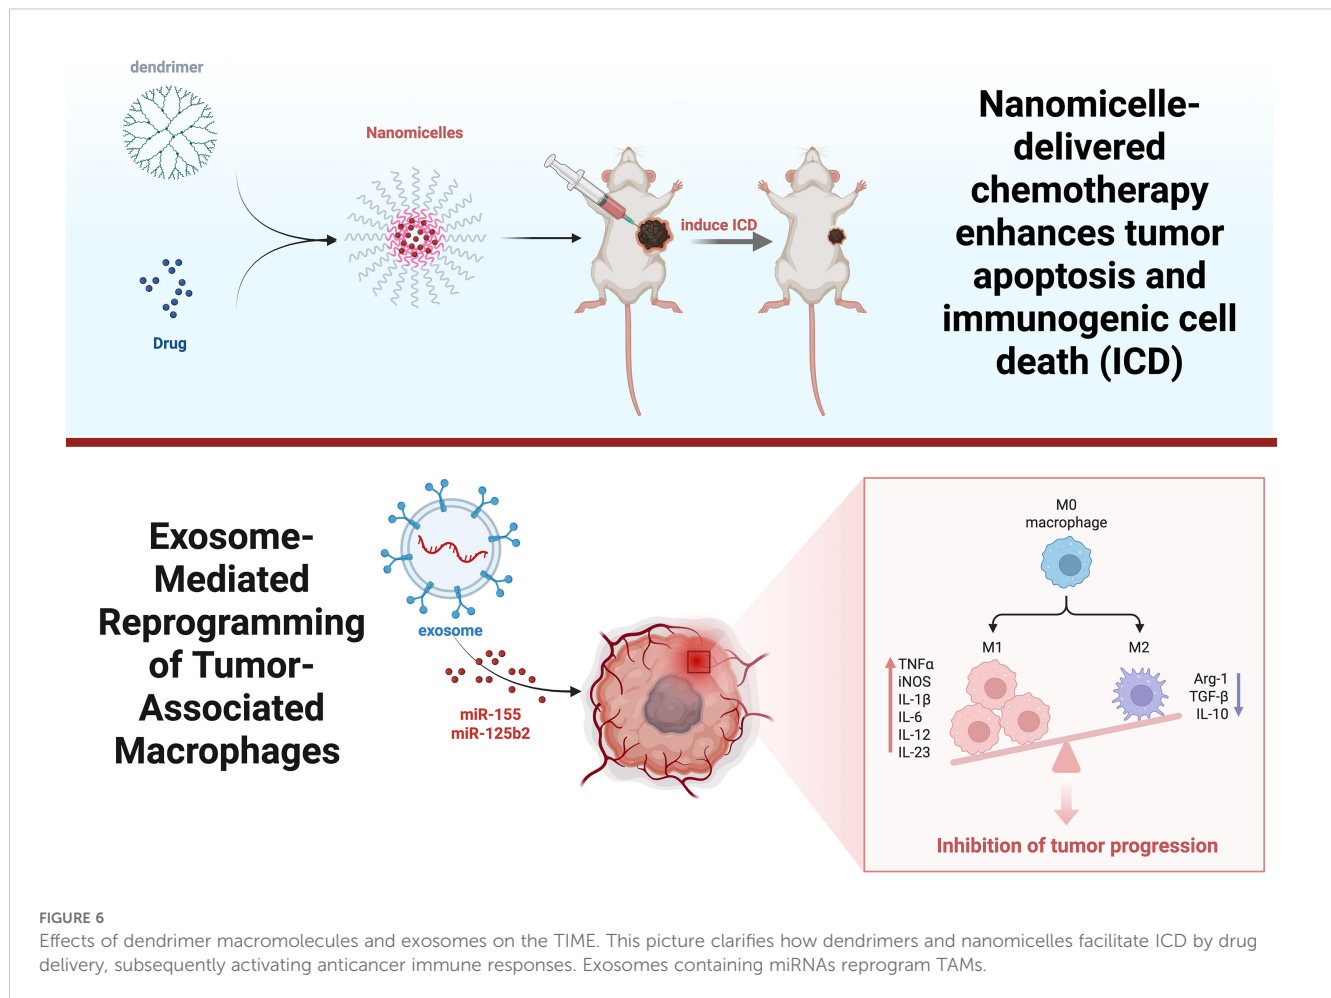 dendrimer
Drug
Nanomicelles
induce ICD
Nanomicelle-
delivered
chemotherapy
enhances tumor
apoptosis and
immunogenic cell
death (ICD)
Exosome-
Mediated
Reprogramming
of Tumor-
Associated
Macrophages
exosome
miR-155
miR-125b2
M0
macrophage
M1
M2
TNFα
iNOS
IL-1β
IL-6
IL-12
IL-23
Arg-1
TGF-β
IL-10
Inhibition of tumor progression
FIGURE 6
Effects of dendrimer macromolecules and exosomes on the TIME. This picture clarifies how dendrimers and nanomicelles facilitate ICD by drug
delivery, subsequently activating anticancer immune responses. Exosomes containing miRNAs reprogram TAMs.